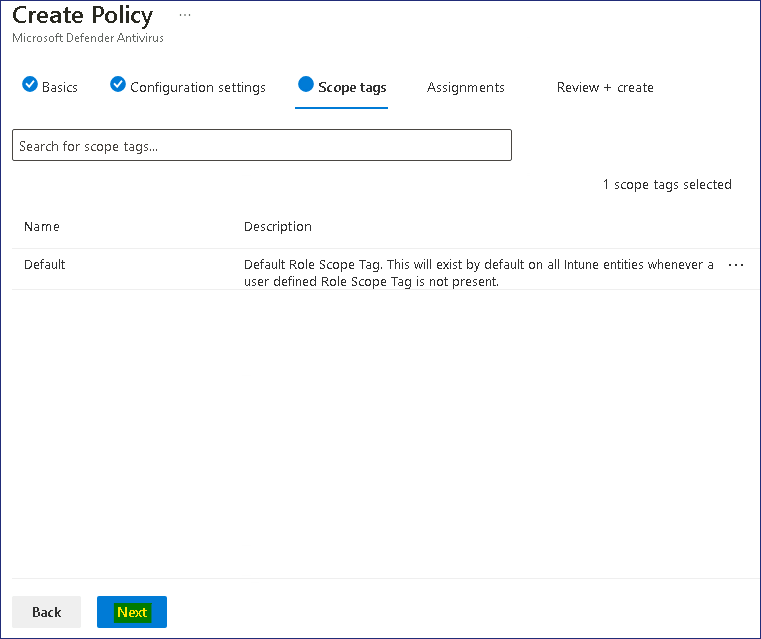 Create Policy ...
Microsoft Defender Antivirus
Basics Configuration settings Scope tags Assignments Review + create
Search for scope tags...
1 scope tags selected
Name Description
Default Default Role Scope Tag. This will exist by default on all Intune entities whenever a ...
user defined Role Scope Tag is not present.
Back Next